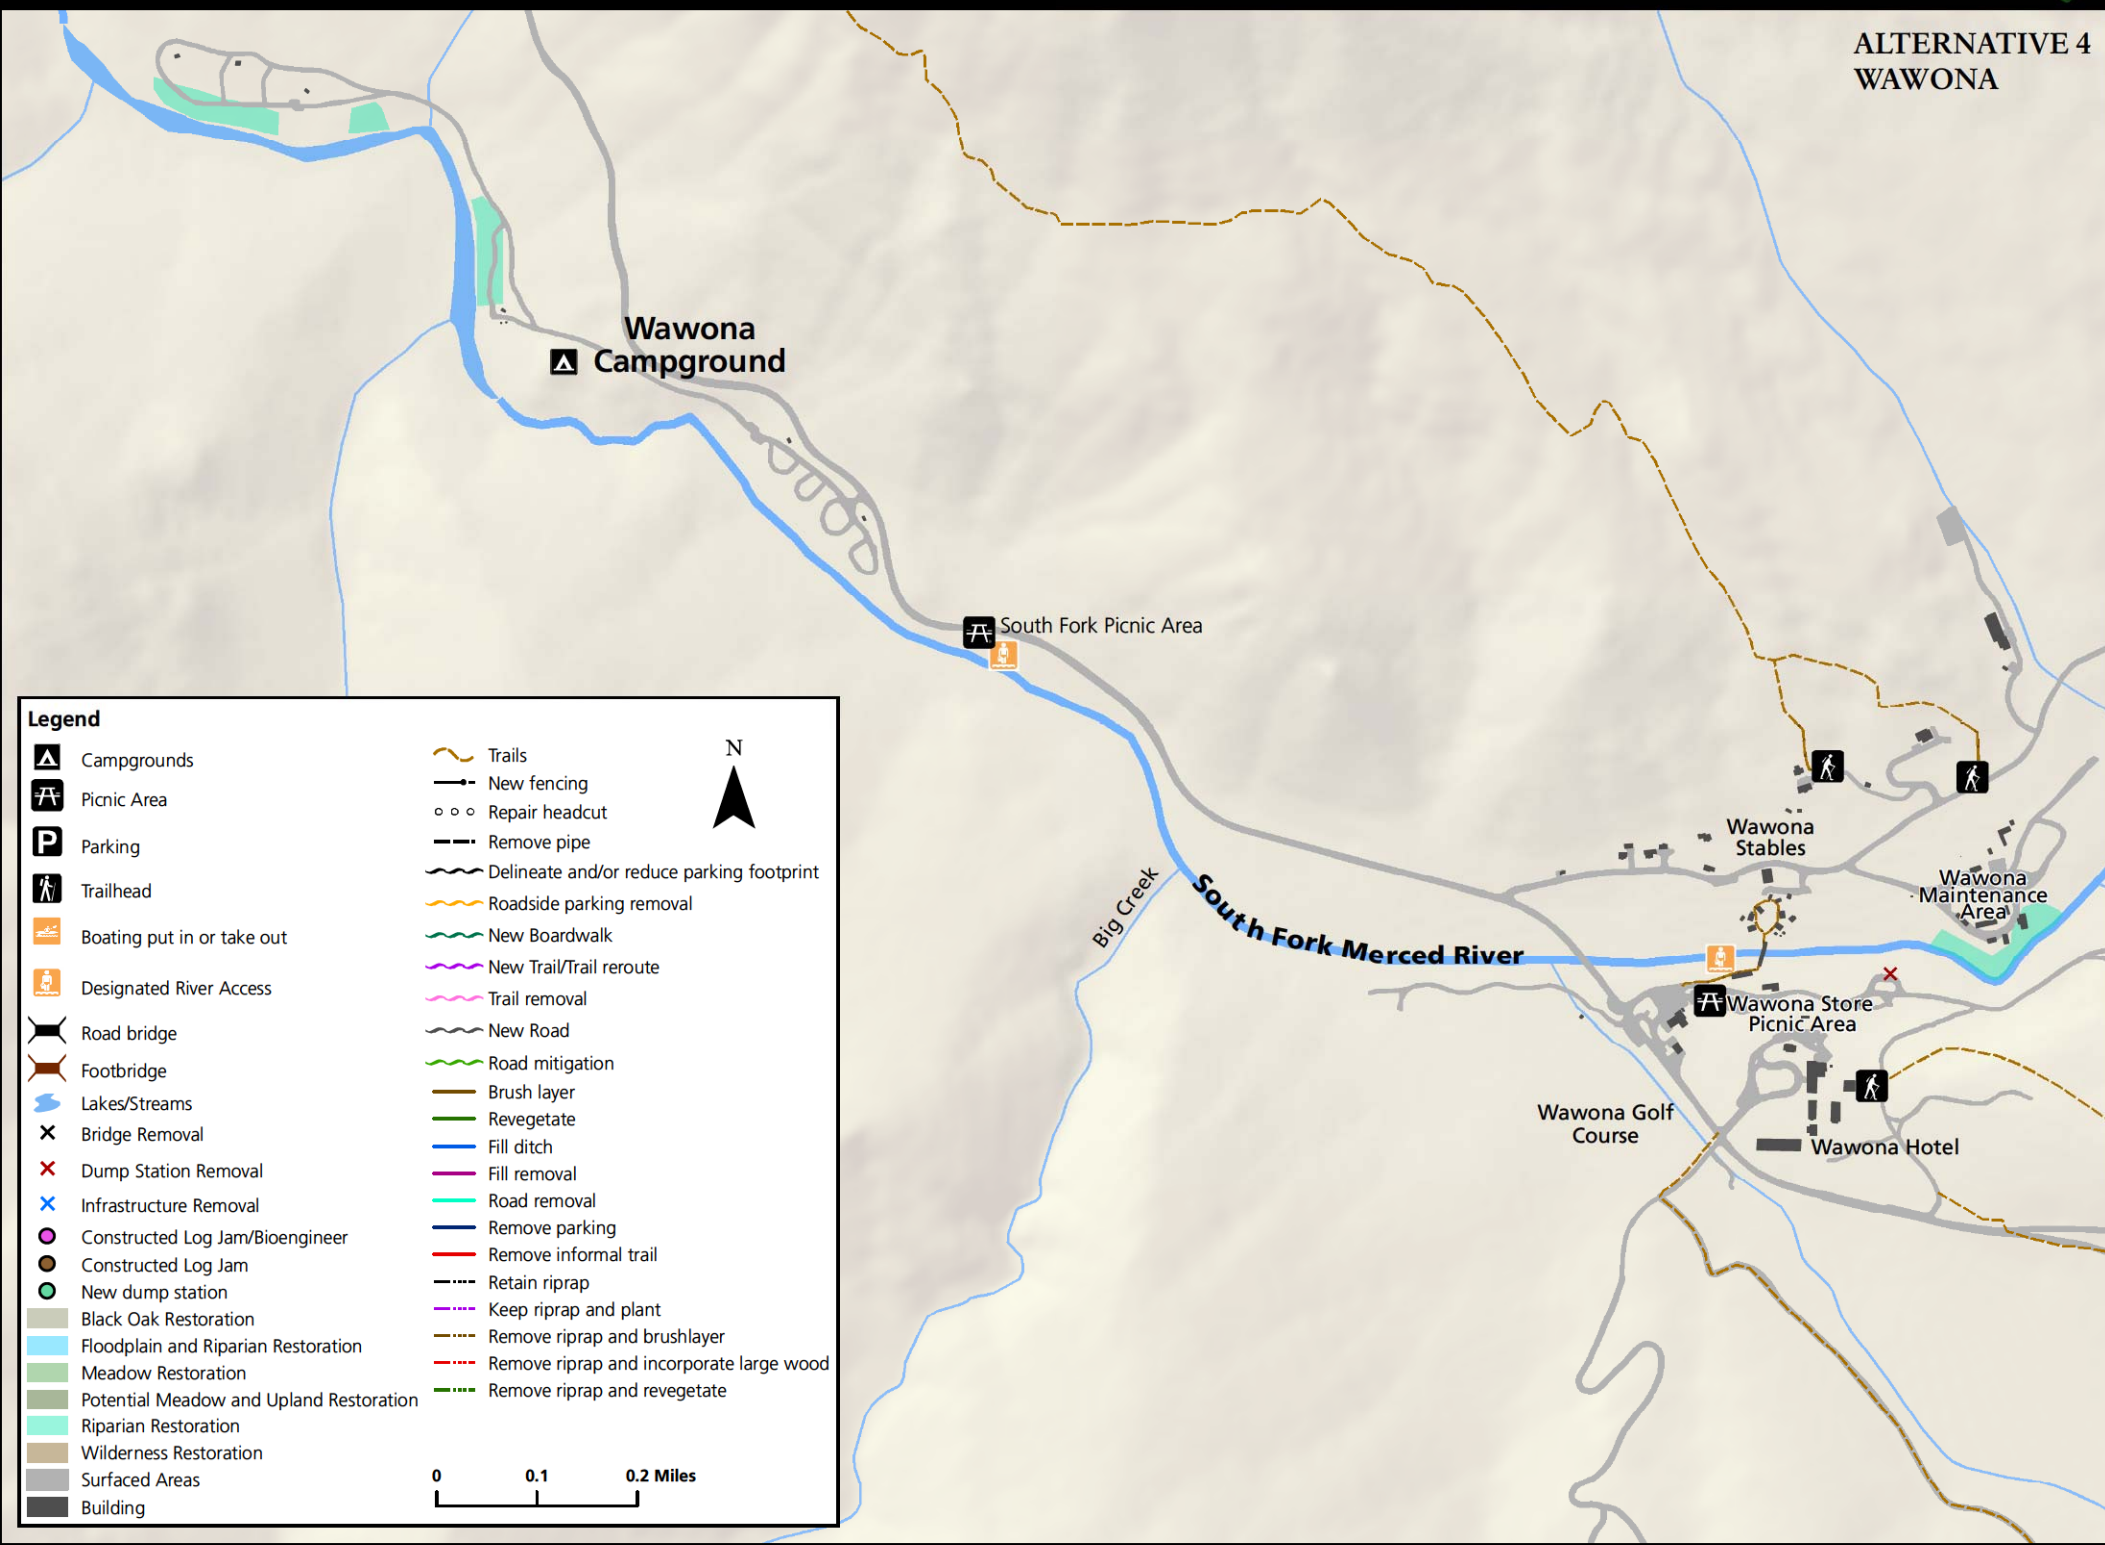 ALTERNATIVE 4
WAWONA
Wawona
Campground
South Fork Picnic Area
Wawona
Stables
Wawona
Maintenance
Area
Big Creek
South Fork Merced River
Wawona Store
Picnic Area
Wawona Golf
Course
Wawona Hotel
Legend
Campgrounds
Picnic Area
P
Parking
Trailhead
Boating put in or take out
Designated River Access
Road bridge
Footbridge
Lakes/Streams
Bridge Removal
Dump Station Removal
Infrastructure Removal
Constructed Log Jam/Bioengineer
Constructed Log Jam
New dump station
Black Oak Restoration
Floodplain and Riparian Restoration
Meadow Restoration
Potential Meadow and Upland Restoration
Riparian Restoration
Wilderness Restoration
Surfaced Areas
Building
Trails
New fencing
Repair headcut
Remove pipe
Delineate and/or reduce parking footprint
Roadside parking removal
New Boardwalk
New Trail/Trail reroute
Trail removal
New Road
Road mitigation
Brush layer
Revegetate
Fill ditch
Fill removal
Road removal
Remove parking
Remove informal trail
Retain riprap
Keep riprap and plant
Remove riprap and brushlayer
Remove riprap and incorporate large wood
Remove riprap and revegetate
N
0 0.1 0.2 Miles